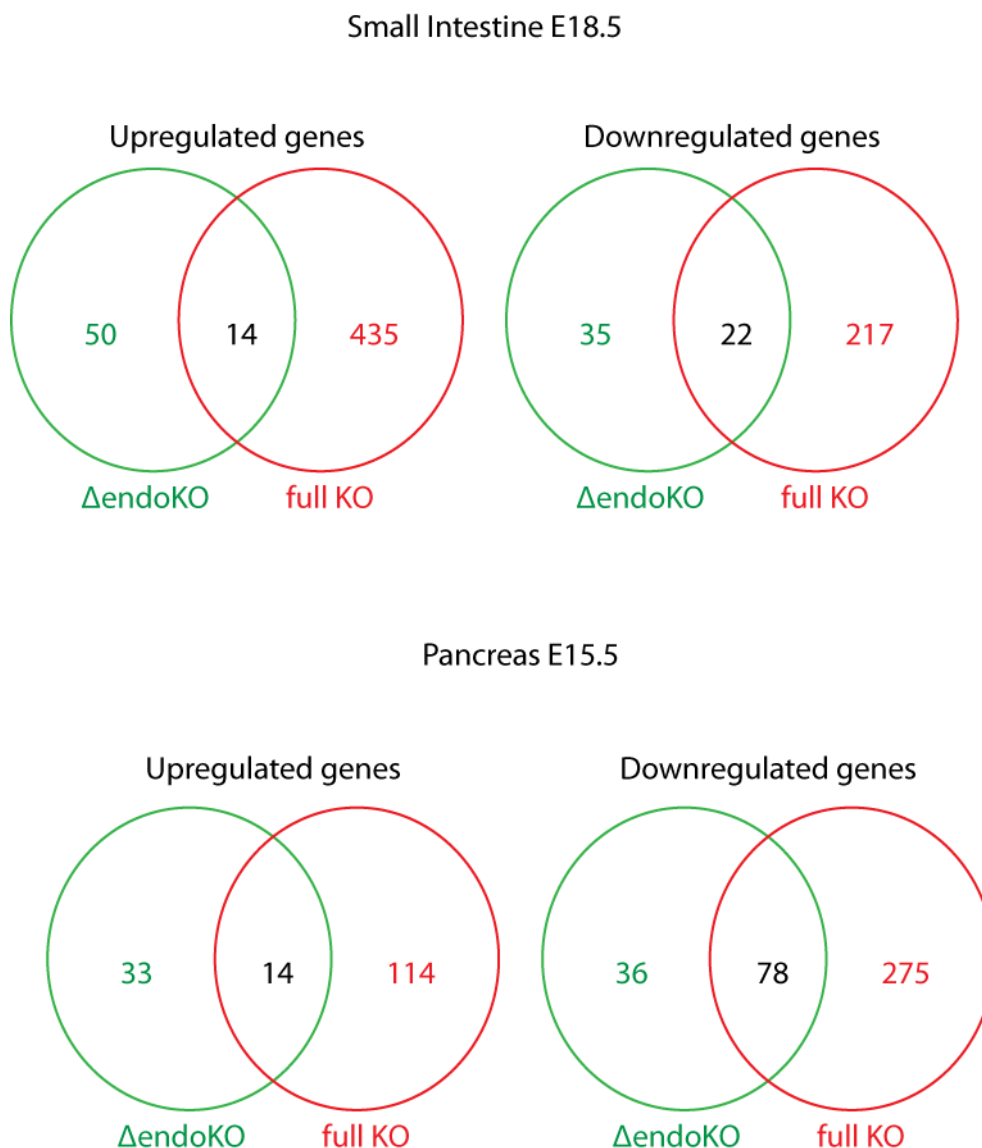 Small Intestine E18.5
Upregulated genes
Downregulated genes
50
14
435
35
22
217
ΔendoKO
full KO
ΔendoKO
full KO
Pancreas E15.5
Upregulated genes
Downregulated genes
33
14
114
36
78
275
ΔendoKO
full KO
ΔendoKO
full KO